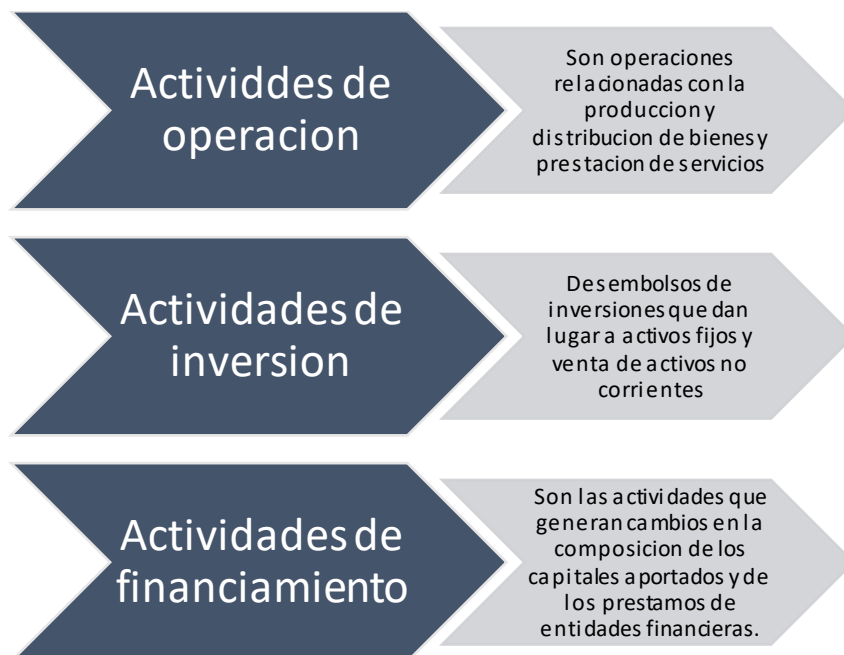 Actividdes de
operacion
Son operaciones
relacionadas con la
produccion y
distribucion de bienes y
prestacion de servicios
Actividades de
inversion
Desembolsos de
inversiones que dan
lugar a activos fijos y
venta de activos no
corrientes
Actividades de
financiamiento
Son las actividades que
generan cambios en la
composicion de los
capitales aportados y de
los prestamos de
entidades financieras.